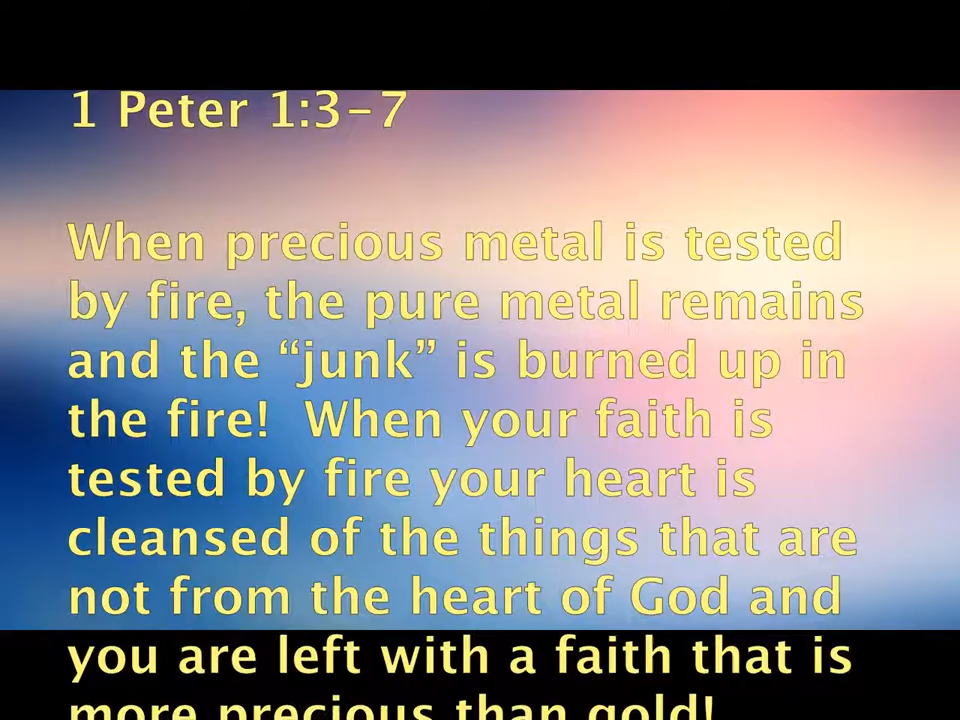 1 Peter 1:3-7
When precious metal is tested
by fire, the pure metal remains
and the “junk” is burned up in
the fire!  When your faith is
tested by fire your heart is
cleansed of the things that are
not from the heart of God and
you are left with a faith that is
more precious than gold!